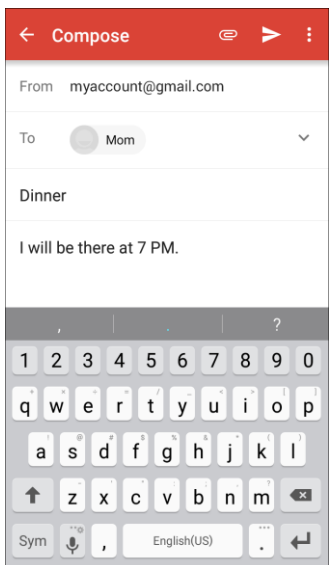 Compose
From myaccount@gmail.com
To Mom
Dinner
I will be there at 7 PM.
, . ?
1 2 3 4 5 6 7 8 9 0
q w e r t y u i o p
a s d f g h j k l
z x c v b n m
Sym , English(US) .